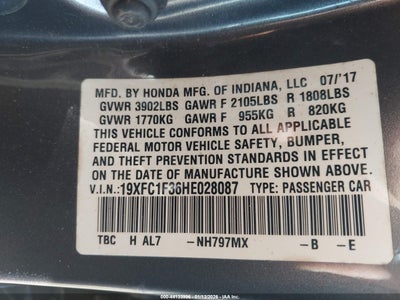 MFD. BY HONDA MFG. OF INDIANA, LLC 07/'17
GVWR 3902LBS GAWR F 2105LBS R 1808LBS
GVWR 1770KG GAWR F 955KG R 820KG
THIS VEHICLE CONFORMS TO ALL APPLICABLE
FEDERAL MOTOR VEHICLE SAFETY, BUMPER,
AND THEFT PREVENTION STANDARDS IN EFFECT
ON THE DATE OF MANUFACTURE SHOWN ABOVE.
V.I.N.: 19XFC1F36HE028087 TYPE: PASSENGER CAR
TBC H AL7 -NH797MX -B -E